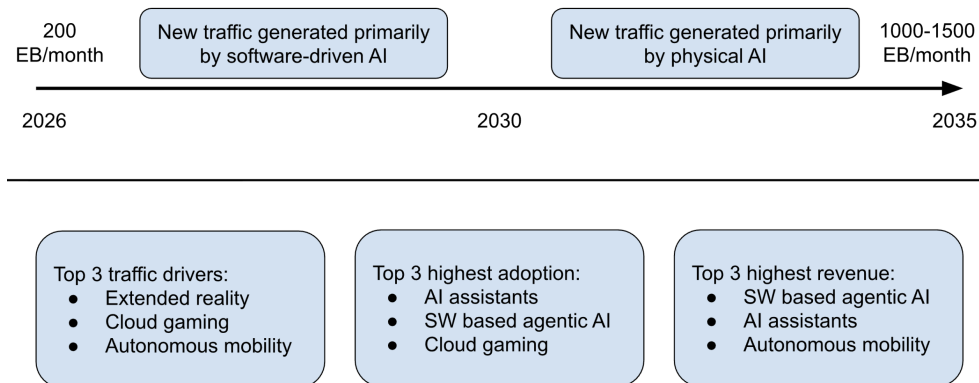 200
EB/month
New traffic generated primarily
by software-driven AI
New traffic generated primarily
by physical AI
1000-1500
EB/month
2026
2030
2035
Top 3 traffic drivers:
● Extended reality
● Cloud gaming
● Autonomous mobility
Top 3 highest adoption:
● AI assistants
● SW based agentic AI
● Cloud gaming
Top 3 highest revenue:
● SW based agentic AI
● AI assistants
● Autonomous mobility